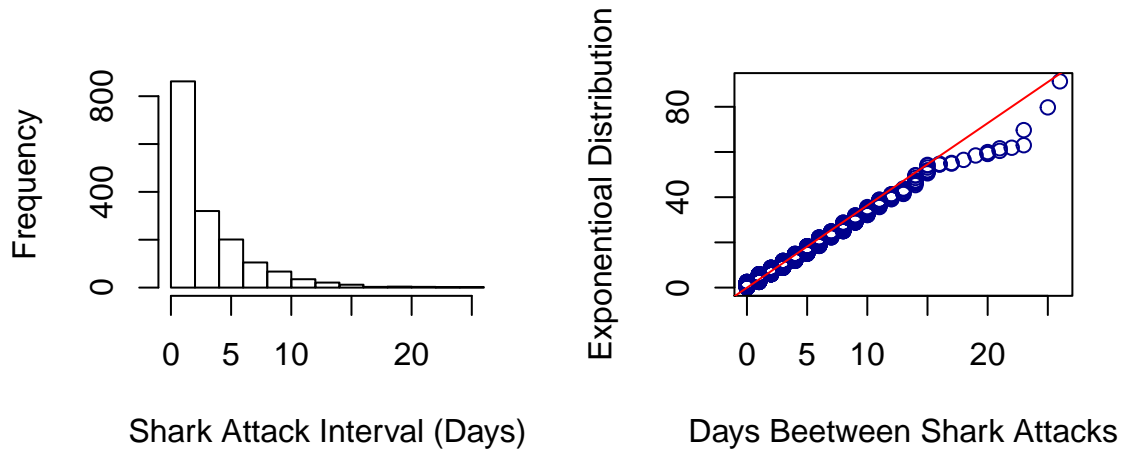 Frequency
0 400 800
0 5 10 20
Shark Attack Interval (Days)
Exponentioad Distribution
0 40 80
0 5 10 20
Days Beetween Shark Attacks